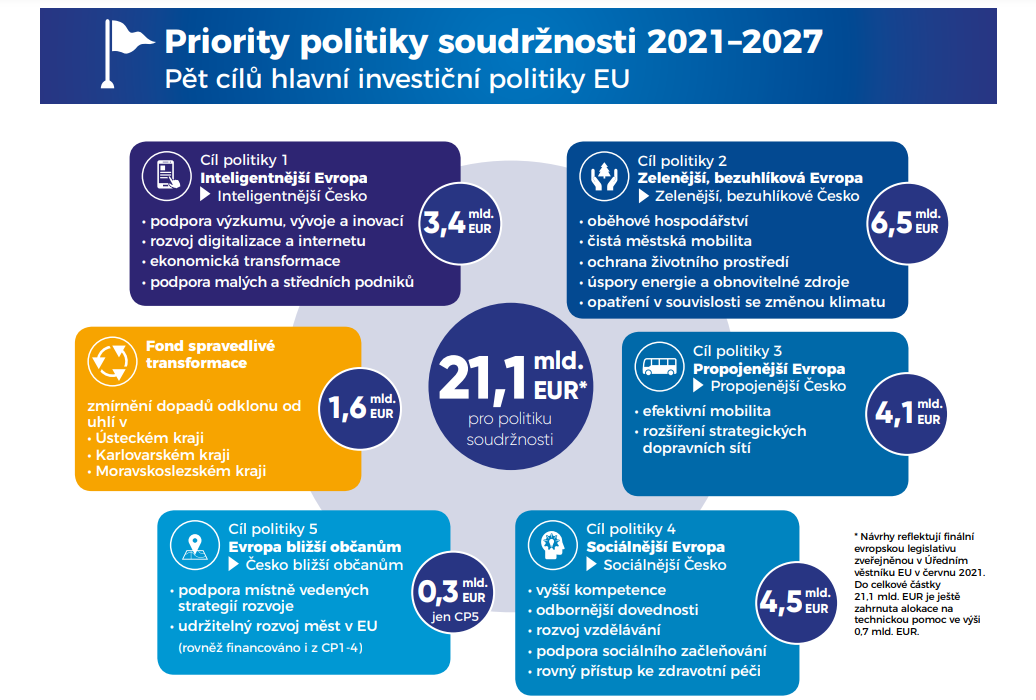 Priority politiky soudržnosti 2021–2027
Pět cílů hlavní investiční politiky EU
Cíl politiky 1
Inteligentnější Evropa
Inteligentnější Česko
• podpora výzkumu, vývoje a inovací
• rozvoj digitalizace a internetu
• ekonomická transformace
• podpora malých a středních podniků
3,4 mld.
EUR
Cíl politiky 2
Zelenější, bezuhlíková Evropa
Zelenější, bezuhlíkové Česko
• oběhové hospodářství
• čistá městská mobilita
• ochrana životního prostředí
• úspory energie a obnovitelné zdroje
• opatření v souvislosti se změnou klimatu
6,5 mld.
EUR
Fond spravedlivé
transformace
zmírnění dopadů odklonu od
uhlí v
• Ústeckém kraji
• Karlovarském kraji
• Moravskoslezském kraji
1,6 mld.
EUR
21,1 mld.
EUR*
pro politiku
soudržnosti
Cíl politiky 3
Propojenější Evropa
Propojenější Česko
• efektivní mobilita
• rozšíření strategických
dopravních sítí
4,1 mld.
EUR
Cíl politiky 5
Evropa bližší občanům
Česko bližší občanům
• podpora místně vedených
strategií rozvoje
• udržitelný rozvoj měst v EU
(rovněž financováno i z CP1-4)
0,3 mld.
EUR
jen CP5
Cíl politiky 4
Sociálnější Evropa
Sociálnější Česko
• vyšší kompetence
• odbornější dovednosti
• rozvoj vzdělávání
• podpora sociálního začleňování
• rovný přístup ke zdravotní péči
4,5 mld.
EUR
* Návrhy reflektují finální
evropskou legislativu
zveřejněnou v Úředním
věstníku EU v červnu 2021.
Do celkové částky
21,1 mld. EUR je ještě
zahrnuta alokace na
technickou pomoc ve výši
0,7 mld. EUR.